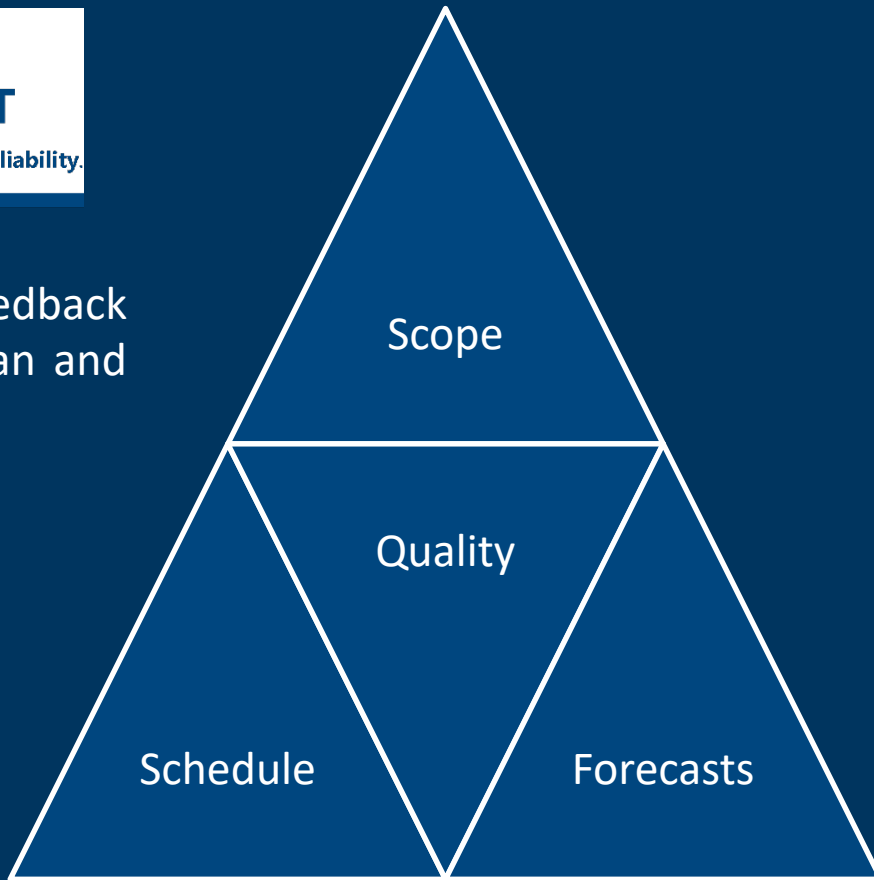 T
liability.
edback
an and
Scope
Quality
Schedule
Forecasts